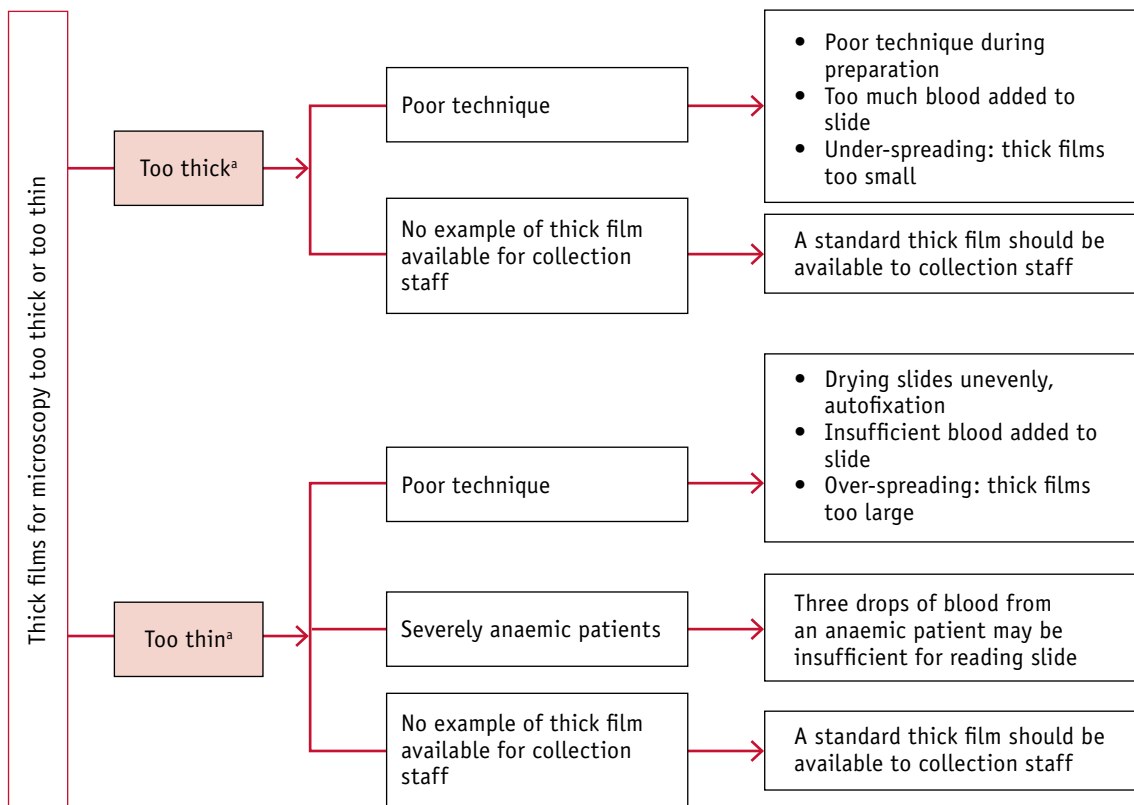 Thick films for microscopy too thick or too thin
Too thickᵃ
Poor technique
• Poor technique during
preparation
• Too much blood added to
slide
• Under-spreading: thick films
too small
No example of thick film
available for collection
staff
A standard thick film should be
available to collection staff
Too thinᵃ
Poor technique
• Drying slides unevenly,
autofixation
• Insufficient blood added to
slide
• Over-spreading: thick films
too large
Severely anaemic patients
Three drops of blood from
an anaemic patient may be
insufficient for reading slide
No example of thick film
available for collection
staff
A standard thick film should be
available to collection staff